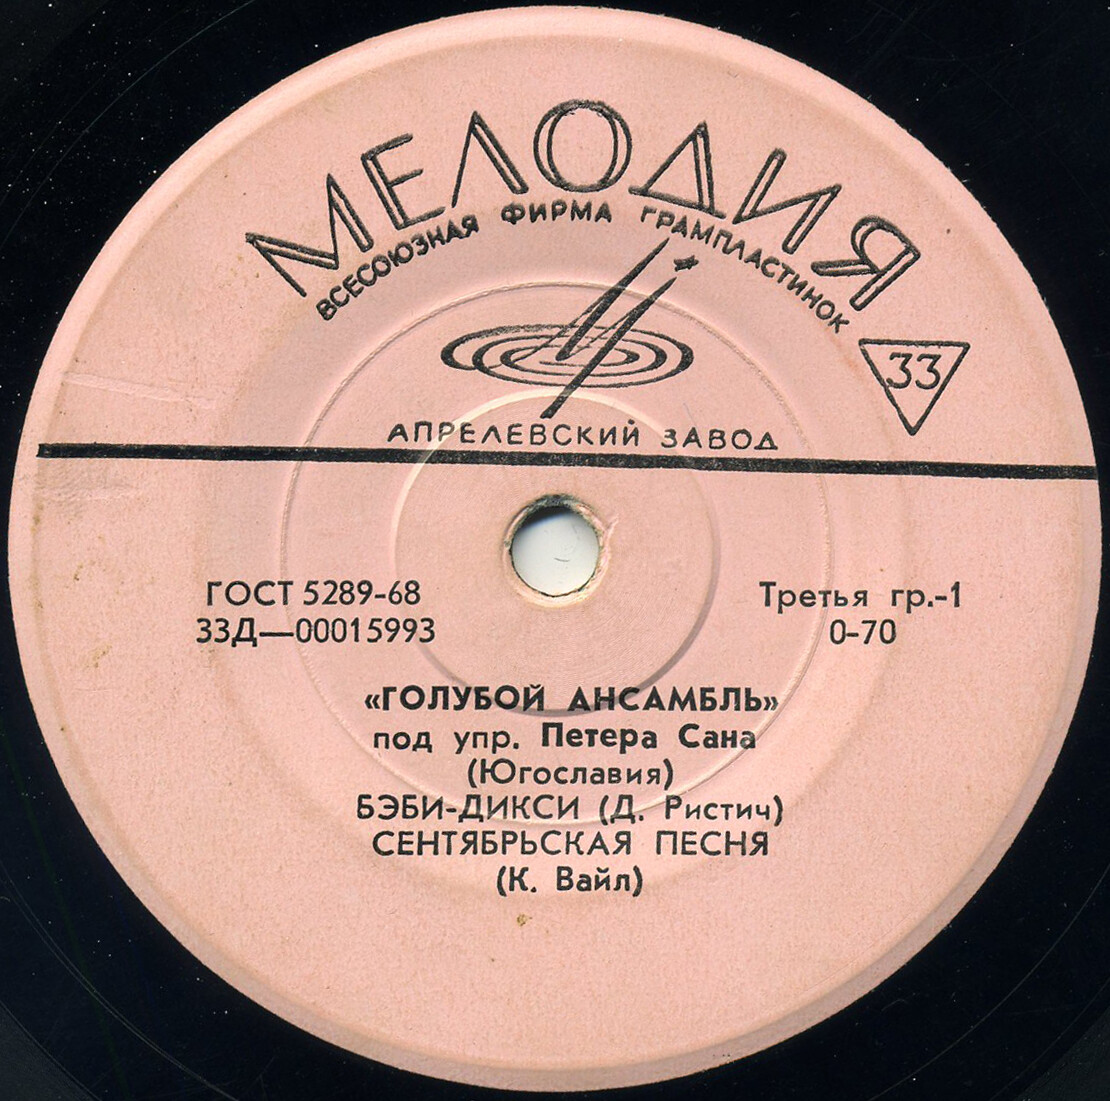 МЕЛОДИЯ
ВСЕСОЮЗНАЯ ФИРМА ГРАМПЛАСТИНОК
33
АПРЕЛЕВСКИЙ ЗАВОД
ГОСТ 5289-68
33Д—00015993
Третья гр.-1
0-70
«ГОЛУБОЙ АНСАМБЛЬ»
под упр. Петера Сана
(Югославия)
БЭБИ-ДИКСИ (Д. Ристич)
СЕНТЯБРЬСКАЯ ПЕСНЯ
(К. Вайл)